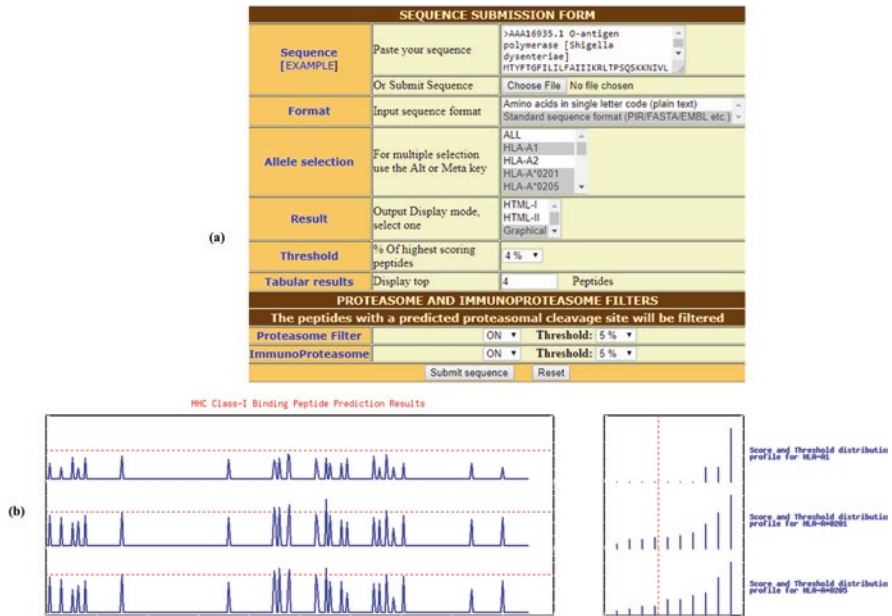 SEQUENCE SUBMISSION FORM
Sequence
[EXAMPLE]
Paste your sequence
>AAA16935.1 O-antigen
polymerase [Shigella
dysenteriae]
MTYFTGFILILFAIIIKRLTPSQSKKNIVL
Or Submit Sequence
Choose File No file chosen
Format
Input sequence format
Amino acids in single letter code (plain text)
Standard sequence format (PIR/FASTA/EMBL etc.)
Allele selection
For multiple selection
use the Alt or Meta key
ALL
HLA-A1
HLA-A2
HLA-A*0201
HLA-A*0205
Result
Output Display mode,
select one
HTML-I
HTML-II
Graphical
(a)
Threshold
% Of highest scoring
peptides
4 %
Tabular results
Display top
4 Peptides
PROTEASOME AND IMMUNOPROTEASOME FILTERS
The peptides with a predicted proteasomal cleavage site will be filtered
Proteasome Filter ON Threshold: 5 %
ImmunoProteasome ON Threshold: 5 %
Submit sequence Reset
MHC Class-I Binding Peptide Prediction Results
(b)
Score and Threshold distribution
profile for HLA-A1
Score and Threshold distribution
profile for HLA-A*0201
Score and Threshold distribution
profile for HLA-A*0205